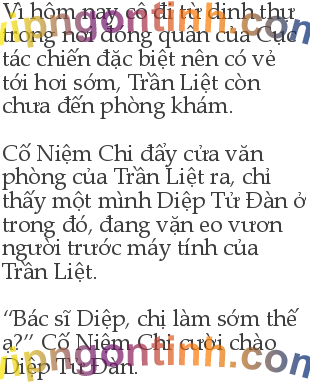 Vì hôm nay cô đi từ dinh thự
trong nơi đóng quân của Cục
tác chiến đặc biệt nên có vẻ
tới hơi sớm, Trần Liệt còn
chưa đến phòng khám.
Cố Niệm Chi đẩy cửa văn
phòng của Trần Liệt ra, chỉ
thấy một mình Diệp Tử Đàn ở
trong đó, đang vặn eo vươn
người trước máy tính của
Trần Liệt.
“Bác sĩ Diệp, chị làm sớm thế
ạ?” Cố Niệm Chi cười chào
Diệp Tử Đàn.
vipngontinh.com
vipngontinh.com